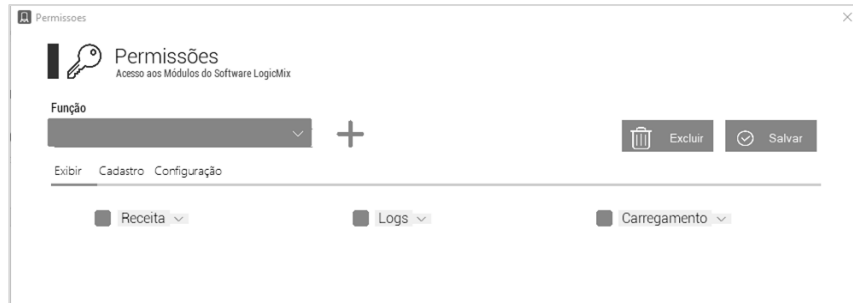 Permissoes
Permissões
Acesso aos Módulos do Software LogicMix
Função
Excluir Salvar
Exibir Cadastro Configuração
Receita Logs Carregamento